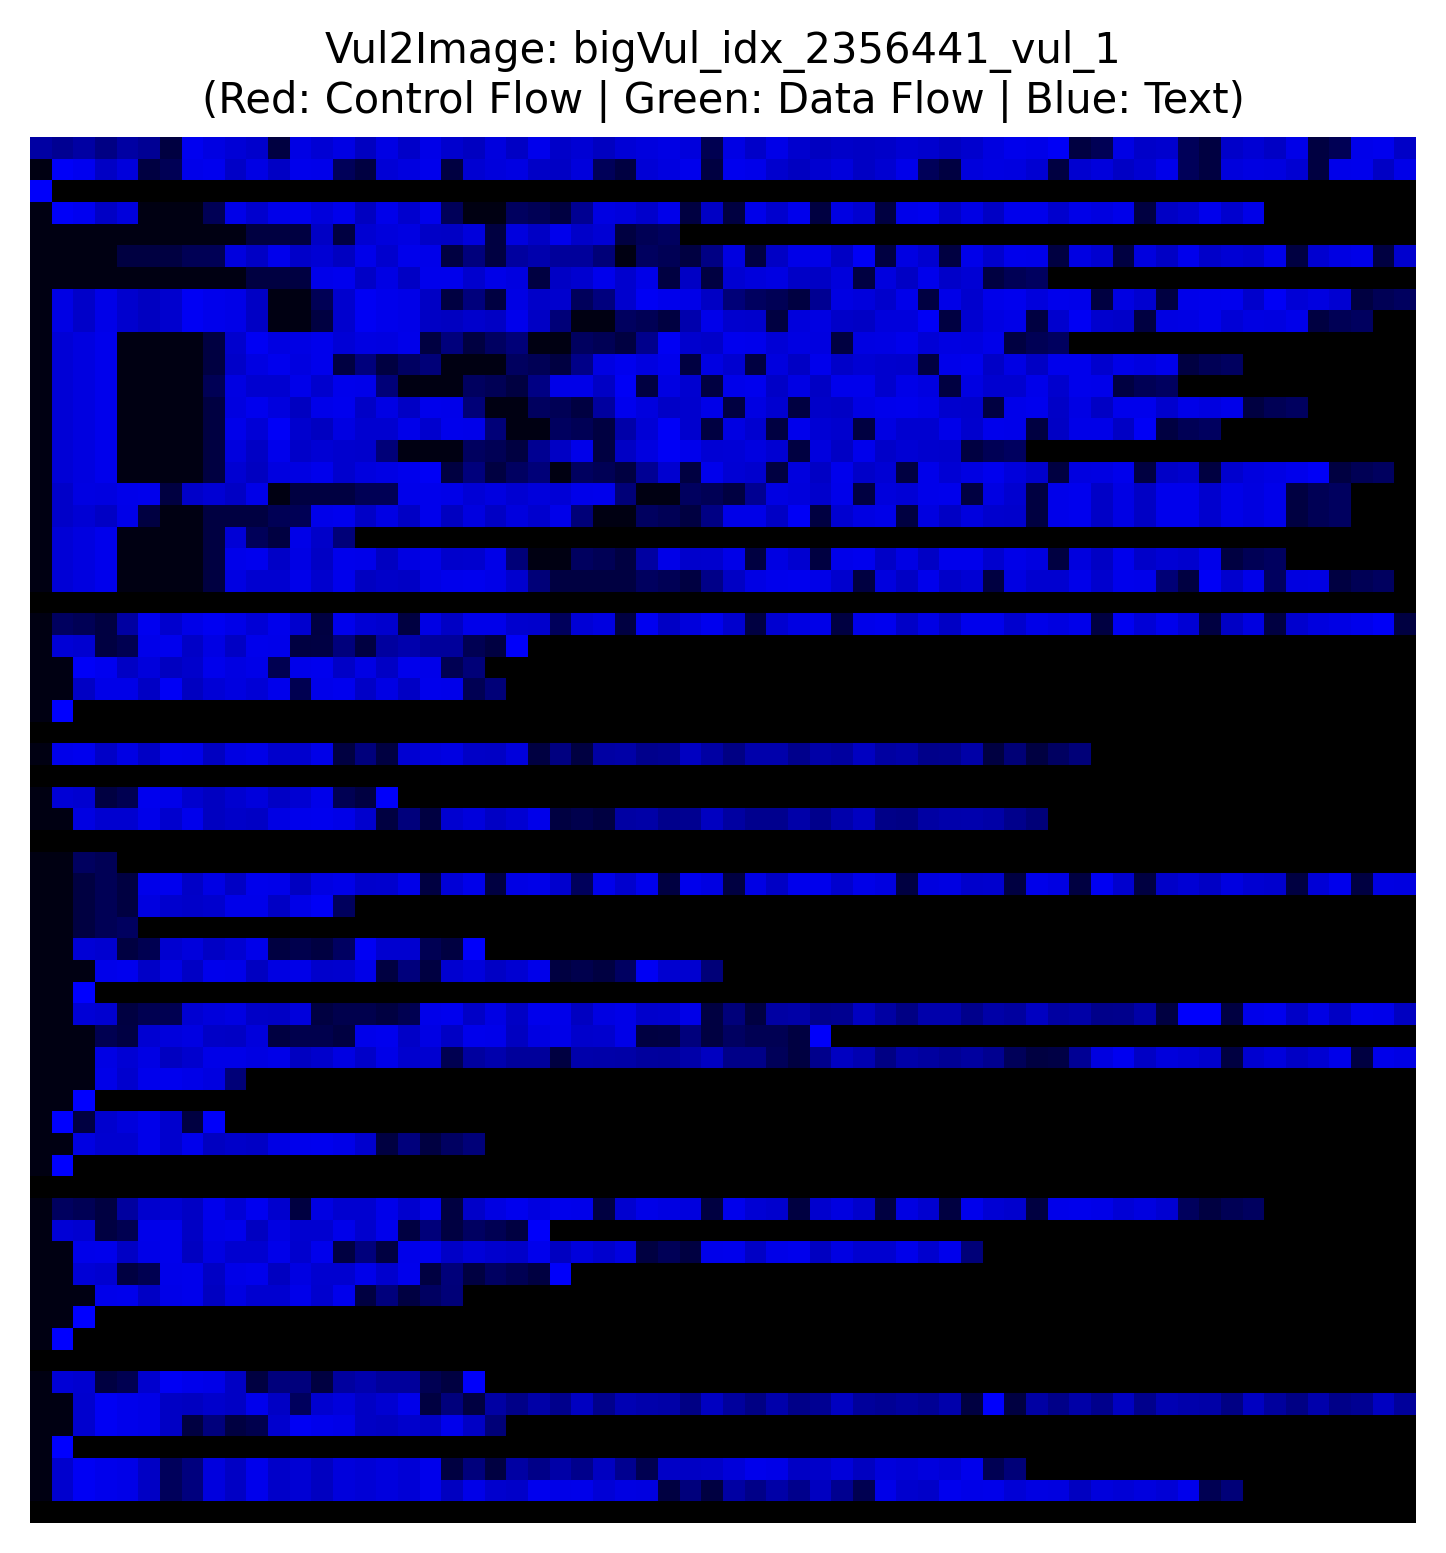 Vul2Image: bigVul_idx_2356441_vul_1
(Red: Control Flow | Green: Data Flow | Blue: Text)